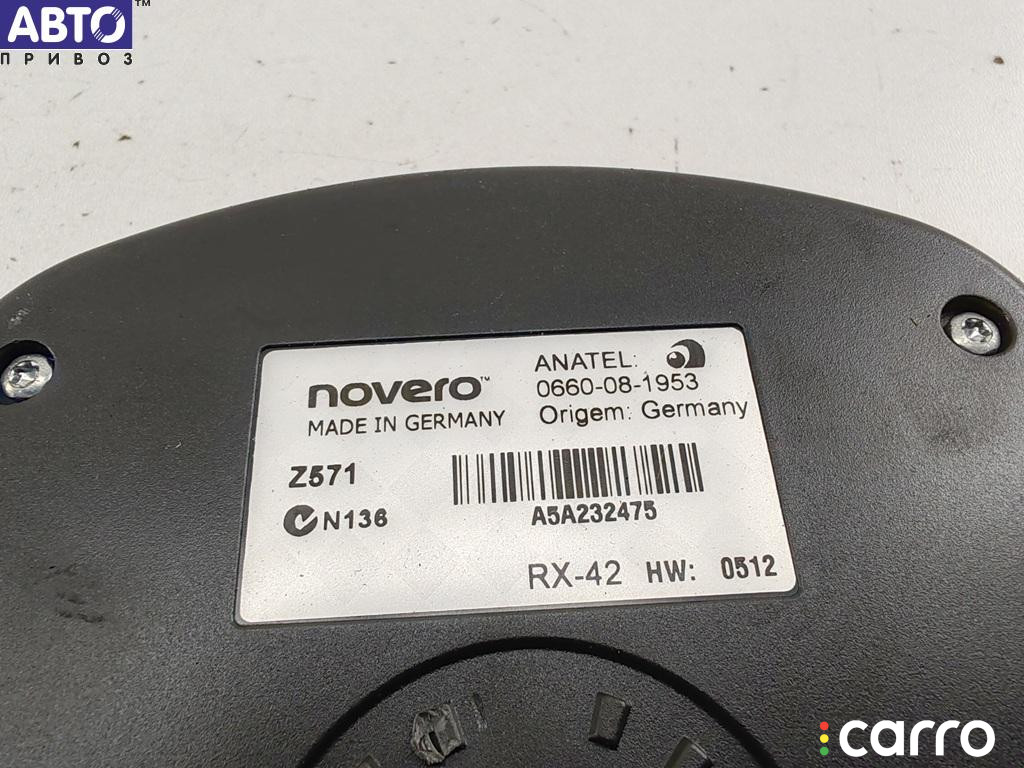 АВТО™
ПРИВОЗ
novero™
MADE IN GERMANY
ANATEL:
0660-08-1953
Origem: Germany
Z571
N136
A5A232475
RX-42 HW: 0512
carro